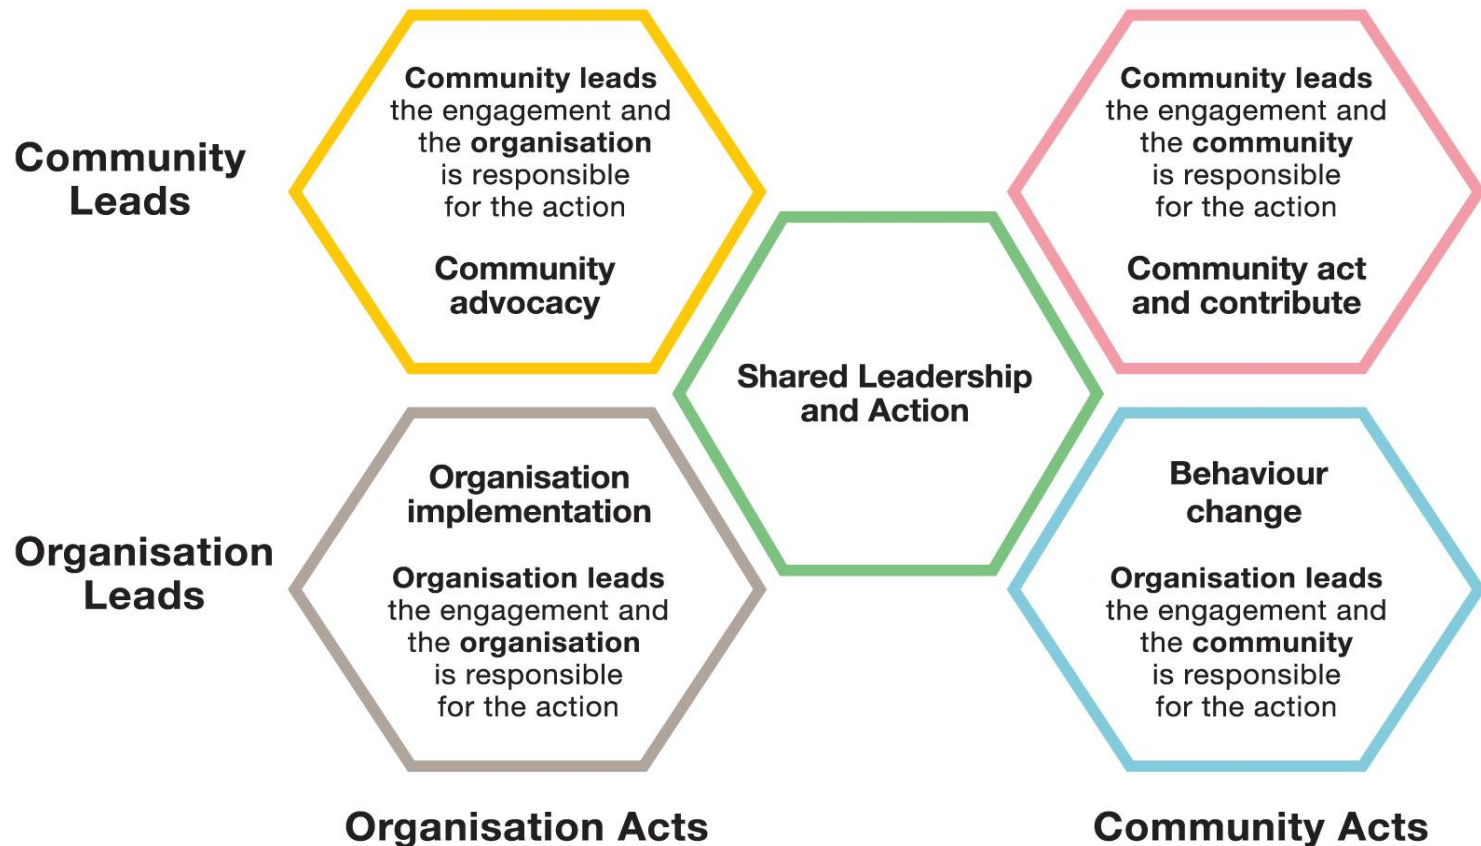 Community
Leads
Community leads
the engagement and
the organisation
is responsible
for the action
Community
advocacy
Community leads
the engagement and
the community
is responsible
for the action
Community act
and contribute
Shared Leadership
and Action
Organisation
Leads
Organisation
implementation
Organisation leads
the engagement and
the organisation
is responsible
for the action
Behaviour
change
Organisation leads
the engagement and
the community
is responsible
for the action
Organisation Acts
Community Acts